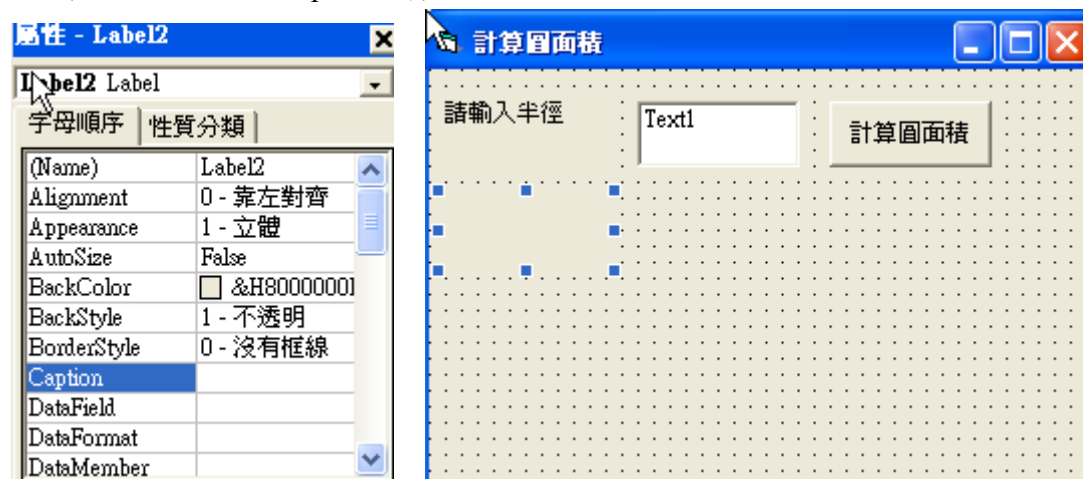 屬性 - Label2
Label2 Label
字母順序 性質分類
(Name) Label2
Alignment 0 - 靠左對齊
Appearance 1 - 立體
AutoSize False
BackColor &H8000000
BackStyle 1 - 不透明
BorderStyle 0 - 沒有框線
Caption
DataField
DataFormat
DataMember
計算圓面積
請輸入半徑
Text1
計算圓面積